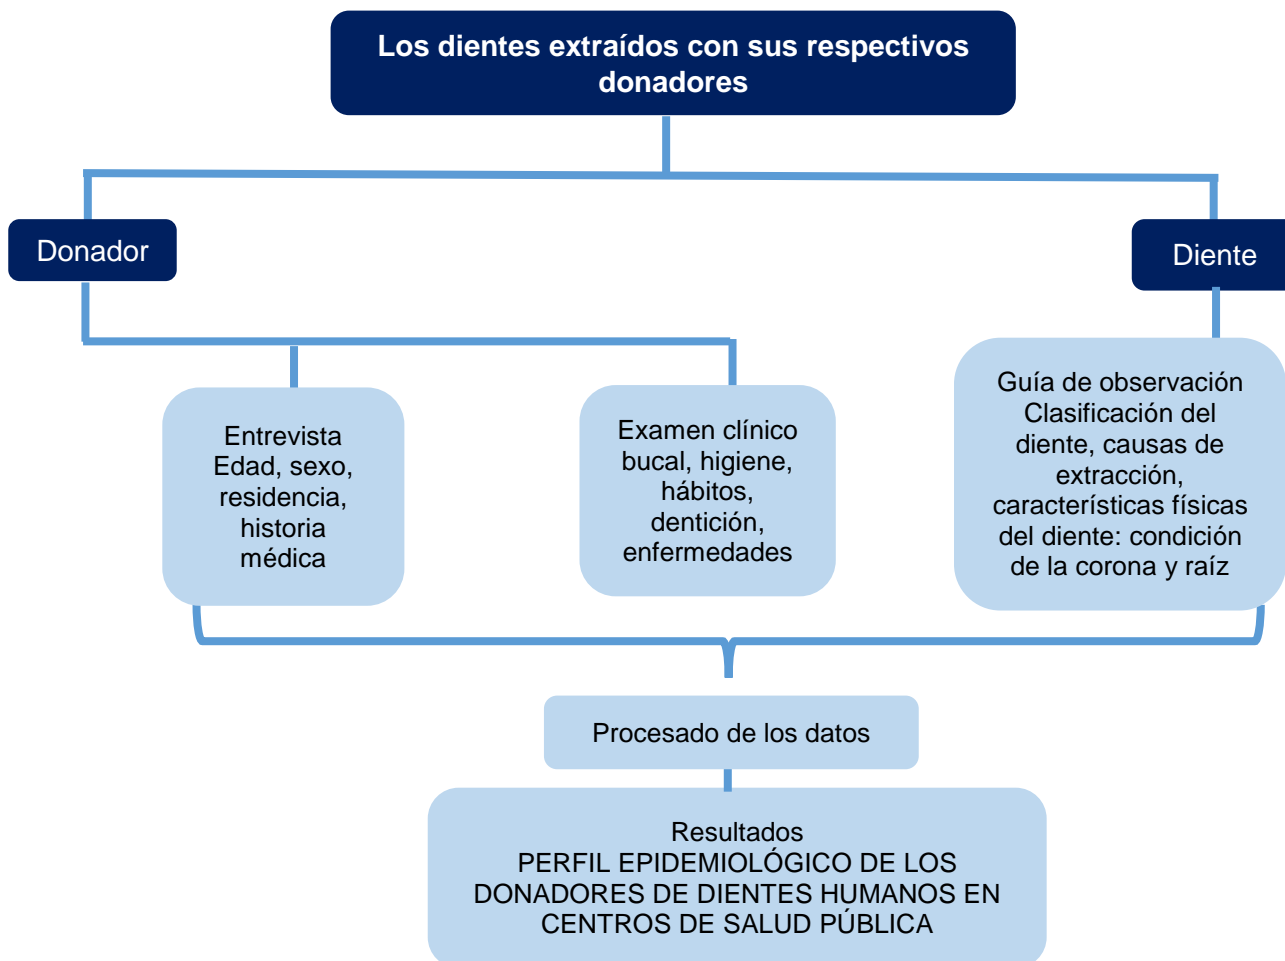 Los dientes extraídos con sus respectivos
donadores
Donador
Diente
Entrevista
Edad, sexo,
residencia,
historia
médica
Examen clínico
bucal, higiene,
hábitos,
dentición,
enfermedades
Guía de observación
Clasificación del
diente, causas de
extracción,
características físicas
del diente: condición
de la corona y raíz
Procesado de los datos
Resultados
PERFIL EPIDEMIOLÓGICO DE LOS
DONADORES DE DIENTES HUMANOS EN
CENTROS DE SALUD PÚBLICA